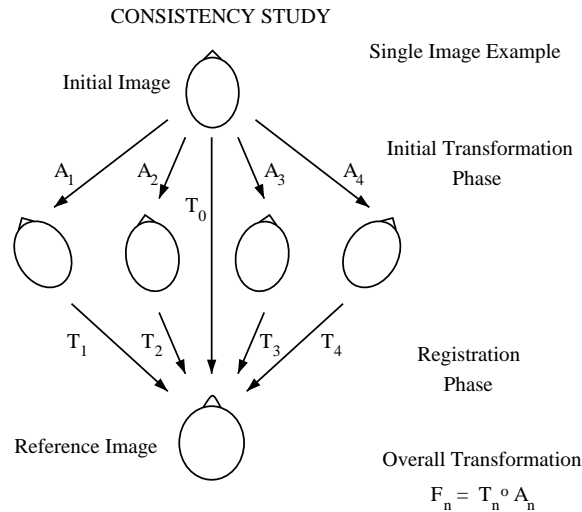 CONSISTENCY STUDY
Single Image Example
Initial Image
Initial Transformation
Phase
A1
A2
A3
A4
T0
T1
T2
T3
T4
Registration
Phase
Reference Image
Overall Transformation
Fn = Tn o An